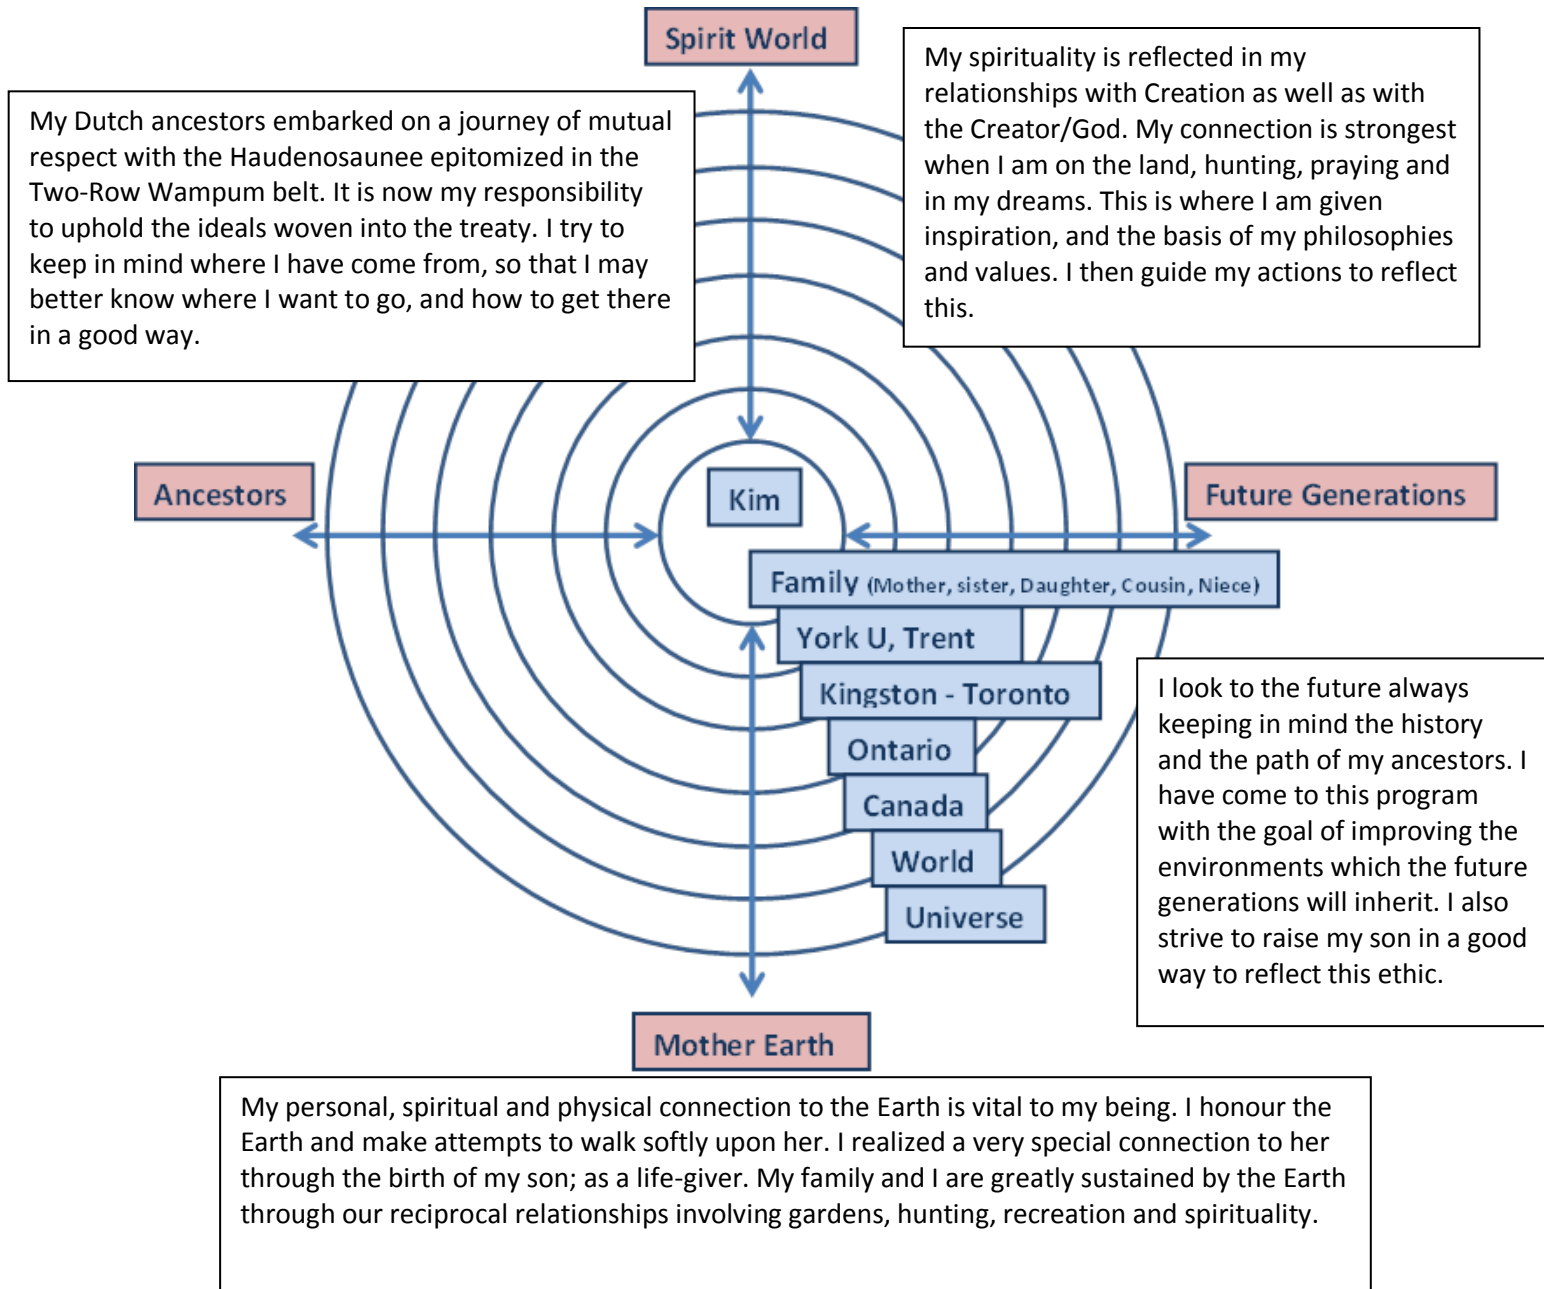 Spirit World
My Dutch ancestors embarked on a journey of mutual
respect with the Haudenosaunee epitomized in the
Two-Row Wampum belt. It is now my responsibility
to uphold the ideals woven into the treaty. I try to
keep in mind where I have come from, so that I may
better know where I want to go, and how to get there
in a good way.
My spirituality is reflected in my
relationships with Creation as well as with
the Creator/God. My connection is strongest
when I am on the land, hunting, praying and
in my dreams. This is where I am given
inspiration, and the basis of my philosophies
and values. I then guide my actions to reflect
this.
Ancestors
Kim
Future Generations
Family (Mother, sister, Daughter, Cousin, Niece)
York U, Trent
Kingston - Toronto
Ontario
Canada
World
Universe
I look to the future always
keeping in mind the history
and the path of my ancestors. I
have come to this program
with the goal of improving the
environments which the future
generations will inherit. I also
strive to raise my son in a good
way to reflect this ethic.
Mother Earth
My personal, spiritual and physical connection to the Earth is vital to my being. I honour the
Earth and make attempts to walk softly upon her. I realized a very special connection to her
through the birth of my son; as a life-giver. My family and I are greatly sustained by the Earth
through our reciprocal relationships involving gardens, hunting, recreation and spirituality.